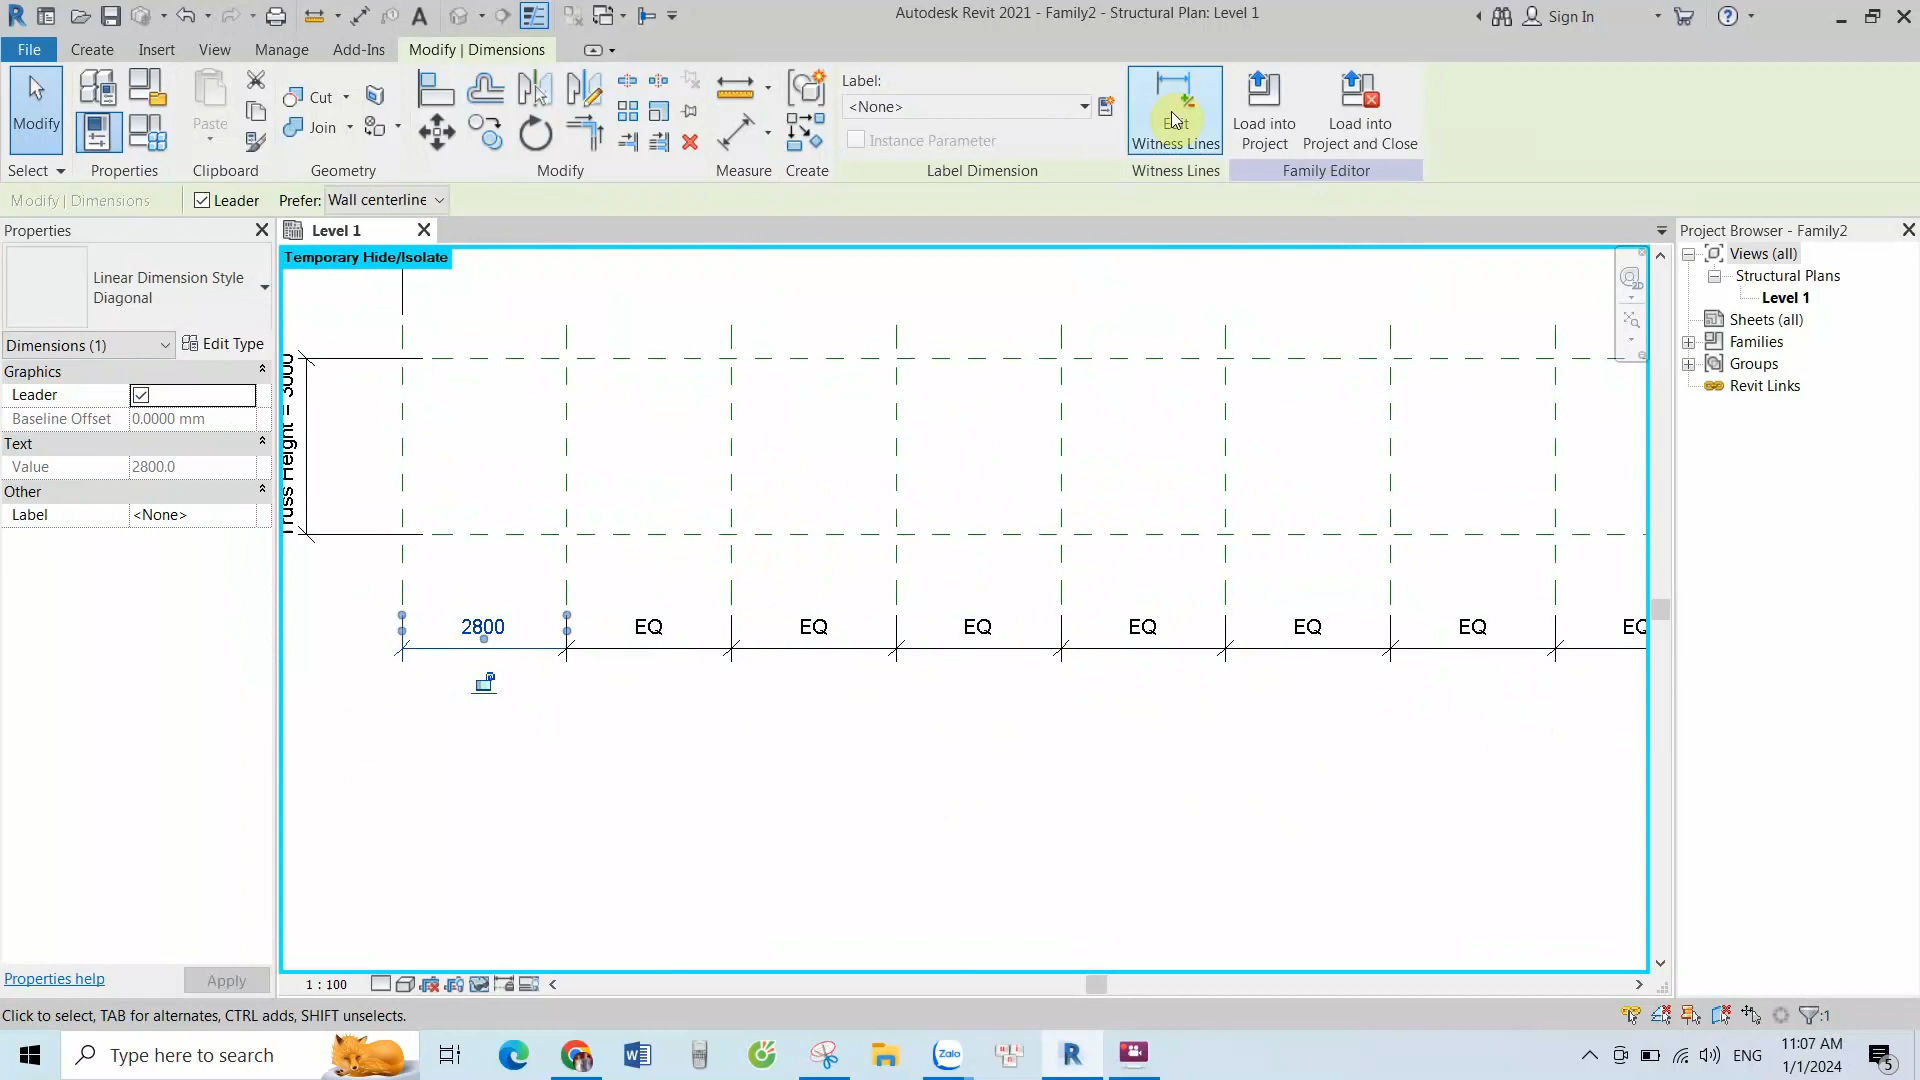 Autodesk Revit 2021 - Family2 - Structural Plan: Level 1
Sign In
File Create Insert View Manage Add-Ins Modify | Dimensions
Modify
Paste
Cut
Join
Label:
<None>
Instance Parameter
Edit
Witness Lines
Load into
Project
Load into
Project and Close
Select Properties Clipboard Geometry Modify Measure Create Label Dimension Witness Lines Family Editor
Modify | Dimensions Leader Prefer: Wall centerline
Properties
Linear Dimension Style
Diagonal
Dimensions (1) Edit Type
Graphics
Leader
Baseline Offset 0.0000 mm
Text
Value 2800.0
Other
Label <None>
Properties help Apply
Level 1
Temporary Hide/Isolate
Truss Height = 3000
2800 EQ EQ EQ EQ EQ EQ EQ
1 : 100
Project Browser - Family2
Views (all)
Structural Plans
Level 1
Sheets (all)
Families
Groups
Revit Links
Click to select, TAB for alternates, CTRL adds, SHIFT unselects.
:1
Type here to search
Zalo
ENG
11:07 AM
1/1/2024
5